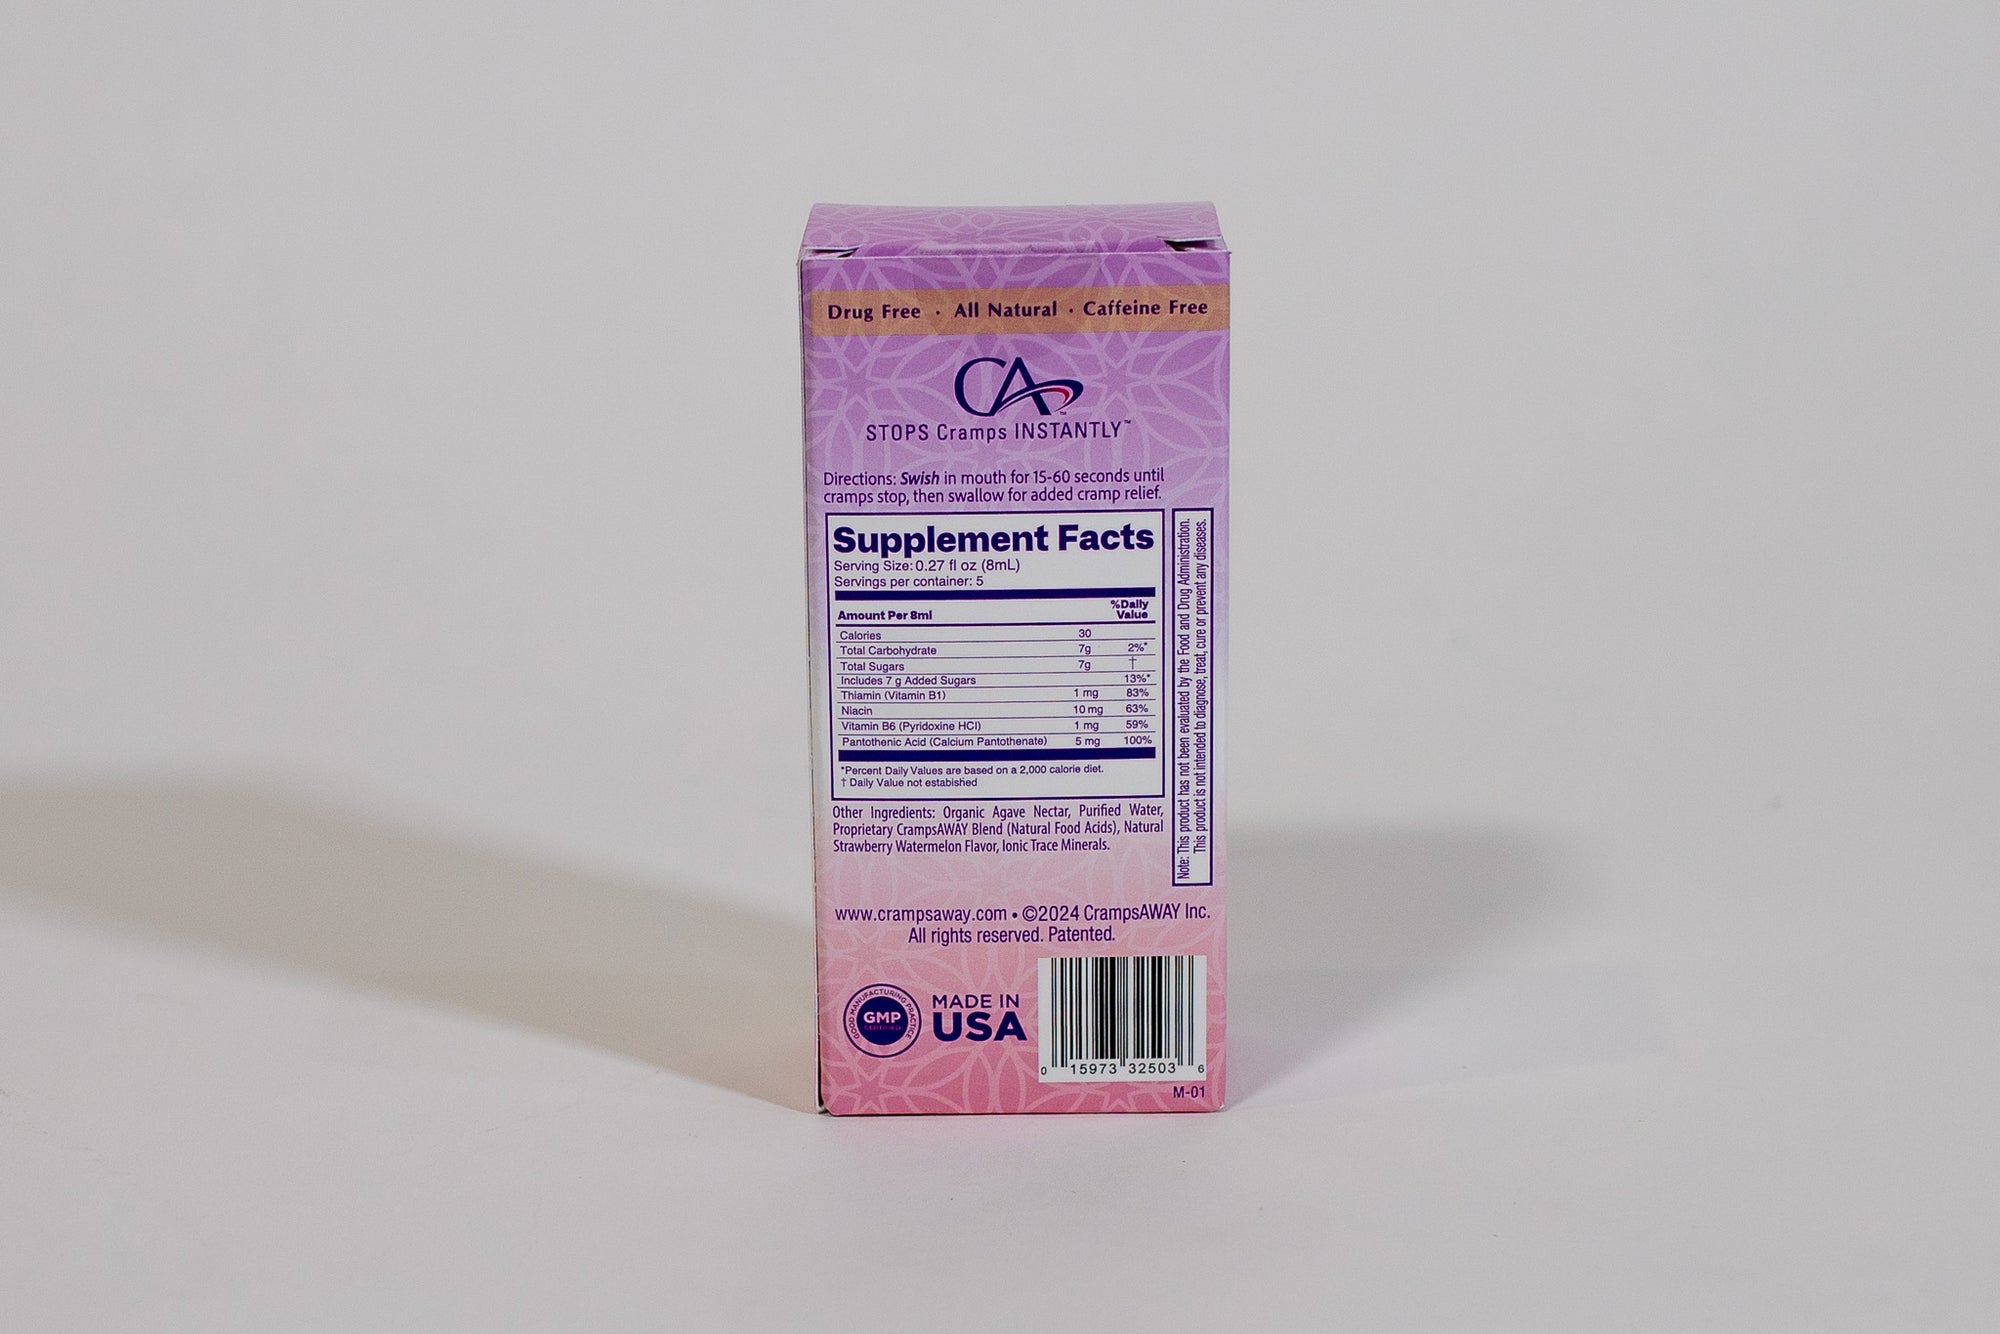 Drug Free · All Natural · Caffeine Free
CA™
STOPS Cramps INSTANTLY™
Directions: Swish in mouth for 15-60 seconds until
cramps stop, then swallow for added cramp relief.
Supplement Facts
Serving Size: 0.27 fl oz (8mL)
Servings per container: 5
Amount Per 8ml %Daily Value
Calories 30
Total Carbohydrate 7g 2%*
Total Sugars 7g †
Includes 7 g Added Sugars 13%*
Thiamin (Vitamin B1) 1 mg 83%
Niacin 10 mg 63%
Vitamin B6 (Pyridoxine HCl) 1 mg 59%
Pantothenic Acid (Calcium Pantothenate) 5 mg 100%
*Percent Daily Values are based on a 2,000 calorie diet.
† Daily Value not estabished
Note: This product has not been evaluated by the Food and Drug Administration.
This product is not intended to diagnose, treat, cure or prevent any diseases.
Other Ingredients: Organic Agave Nectar, Purified Water,
Proprietary CrampsAWAY Blend (Natural Food Acids), Natural
Strawberry Watermelon Flavor, Ionic Trace Minerals.
www.crampsaway.com • ©2024 CrampsAWAY Inc.
All rights reserved. Patented.
GOOD MANUFACTURING PRACTICE
GMP
CERTIFIED
MADE IN
USA
0 15973 32503 6
M-01